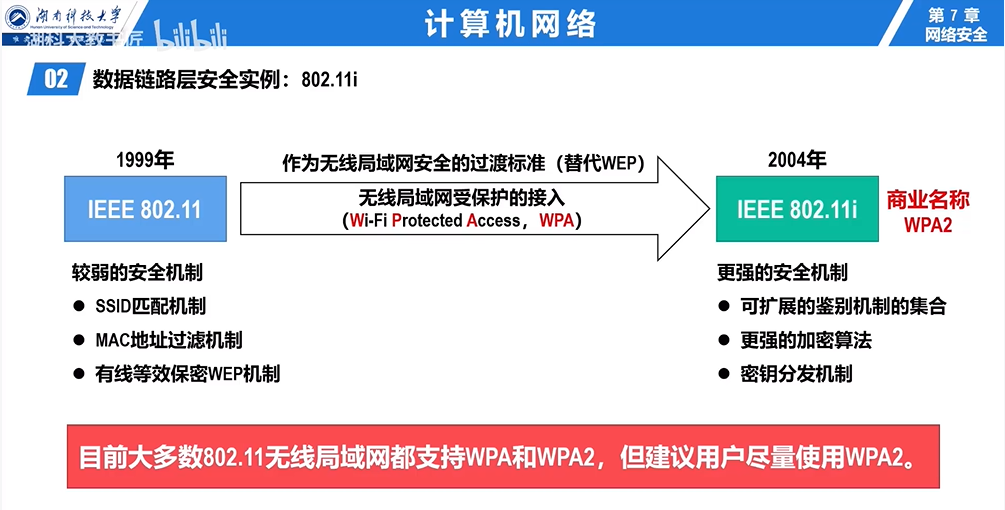 湖南科技大学
Hunan University of Science and Technology
湖科大教书匠
bilibili
计算机网络
第 7 章
网络安全
02 数据链路层安全实例：802.11i
1999年
作为无线局域网安全的过渡标准（替代WEP）
2004年
IEEE 802.11
无线局域网受保护的接入
（Wi-Fi Protected Access，WPA）
IEEE 802.11i
商业名称
WPA2
较弱的安全机制
● SSID匹配机制
● MAC地址过滤机制
● 有线等效保密WEP机制
更强的安全机制
● 可扩展的鉴别机制的集合
● 更强的加密算法
● 密钥分发机制
目前大多数802.11无线局域网都支持WPA和WPA2，但建议用户尽量使用WPA2。